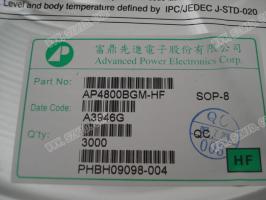 Level and body temperature defined by IPC/JEDEC J-STD-020
富鼎先進電子股份有限公司
Advanced Power Electronics Corp.
Part No:
AP4800BGM-HF
SOP-8
Date Code:
A3946G
Q'ty:
3000
QC
QC
003
PHBH09098-004
HF